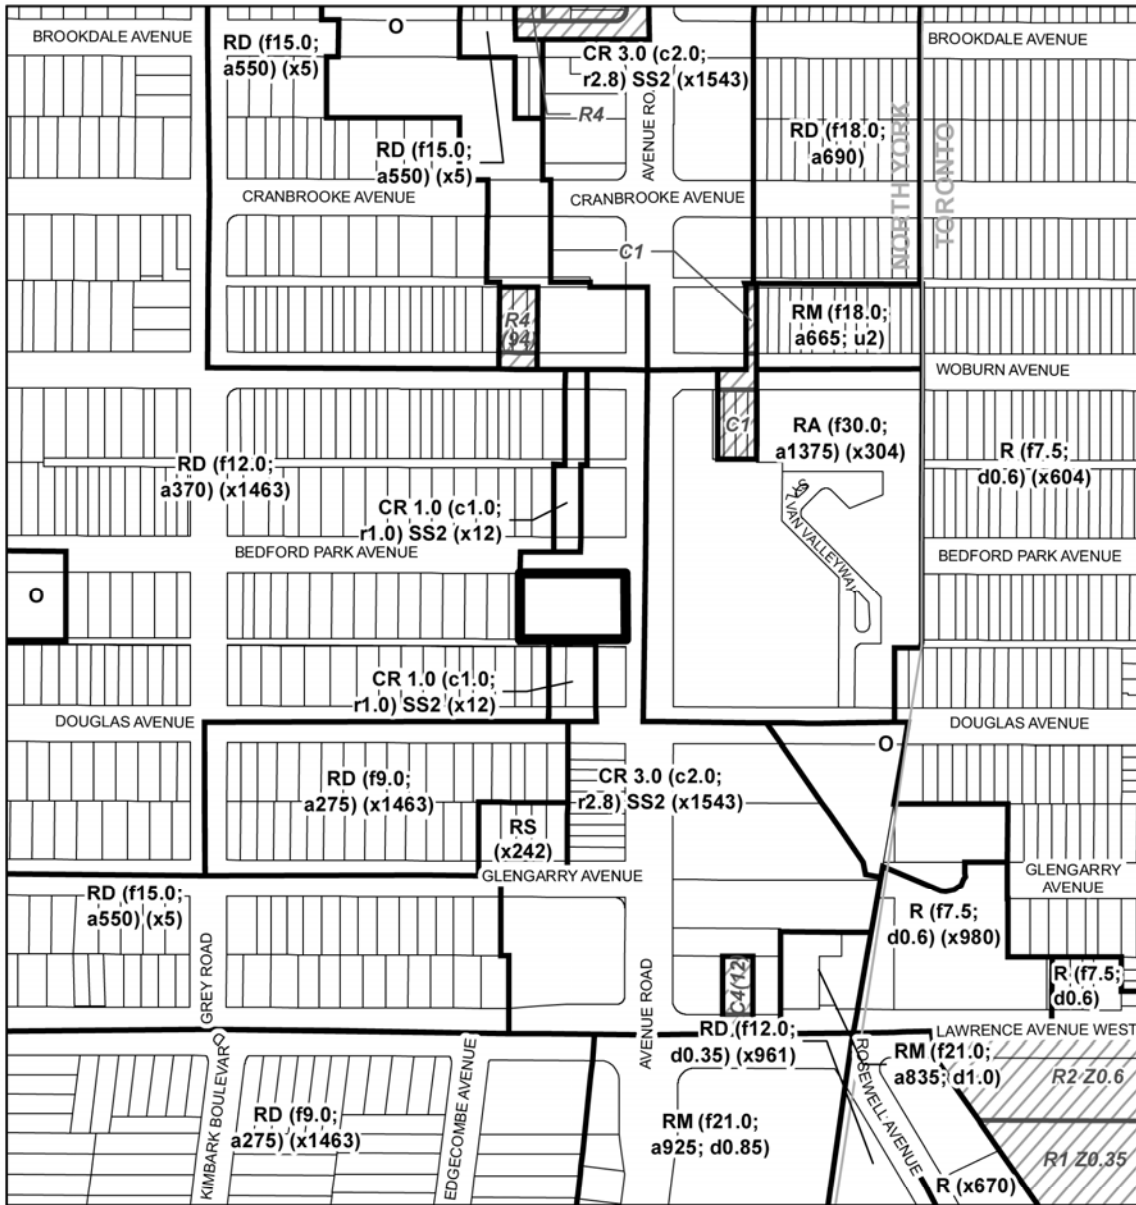 BROOKDALE AVENUE
RD (f15.0;
a550) (x5)
O
CR 3.0 (c2.0;
r2.8) SS2 (x1543)
BROOKDALE AVENUE
R4
AVENUE RO
RD (f18.0;
a690)
NORTH YORK
TORONTO
RD (f15.0;
a550) (x5)
CRANBROOKE AVENUE
CRANBROOKE AVENUE
C1
R4
(94)
RM (f18.0;
a665; u2)
WOBURN AVENUE
C1
RA (f30.0;
a1375) (x304)
R (f7.5;
d0.6) (x604)
RD (f12.0;
a370) (x1463)
CR 1.0 (c1.0;
r1.0) SS2 (x12)
VAN VALLEYWAY
BEDFORD PARK AVENUE
BEDFORD PARK AVENUE
O
CR 1.0 (c1.0;
r1.0) SS2 (x12)
DOUGLAS AVENUE
DOUGLAS AVENUE
O
RD (f9.0;
a275) (x1463)
CR 3.0 (c2.0;
r2.8) SS2 (x1543)
RS
(x242)
GLENGARRY AVENUE
GLENGARRY
AVENUE
RD (f15.0;
a550) (x5)
R (f7.5;
d0.6) (x980)
GREY ROAD
AVENUE ROAD
C4(12)
R (f7.5;
d0.6)
RD (f12.0;
d0.35) (x961)
LAWRENCE AVENUE WEST
RM (f21.0;
a835; d1.0)
R2 Z0.6
KIMBARK BOULEVARD
EDGECOMBE AVENUE
ROSEWELL AVENUE
RD (f9.0;
a275) (x1463)
RM (f21.0;
a925; d0.85)
R1 Z0.35
R (x670)